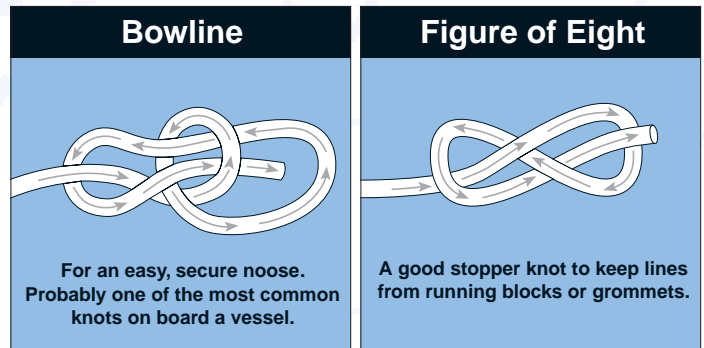 Bowline
For an easy, secure noose.
Probably one of the most common
knots on board a vessel.
Figure of Eight
A good stopper knot to keep lines
from running blocks or grommets.